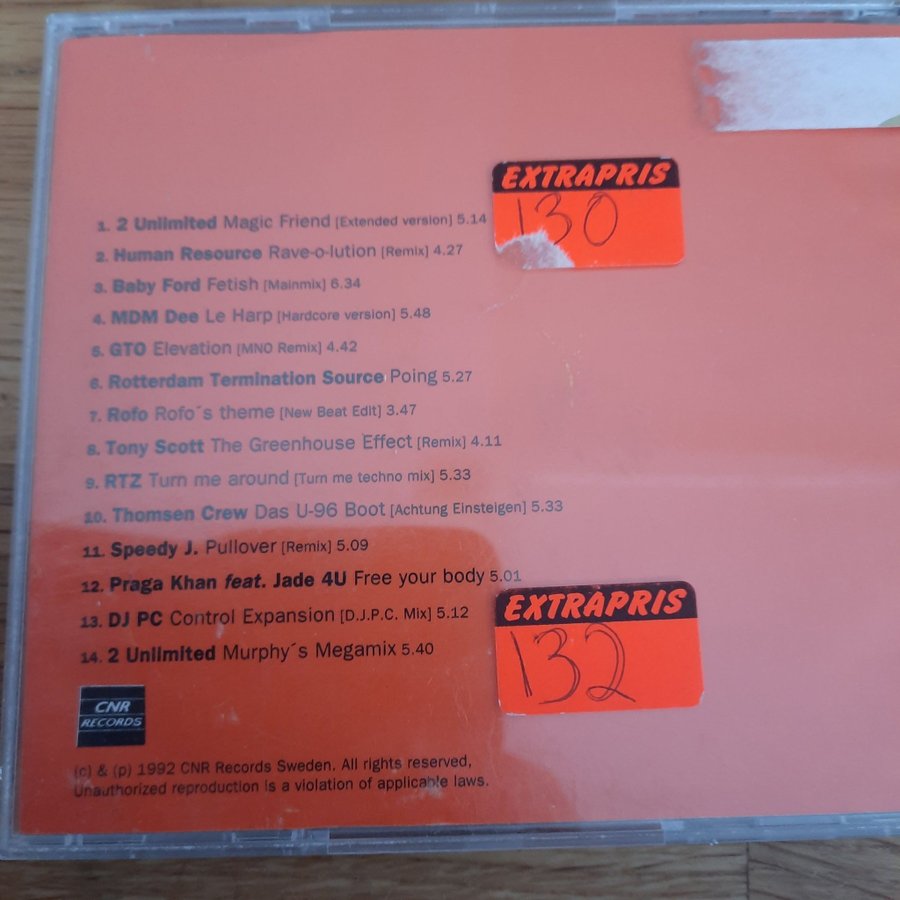 EXTRAPRIS
130
1. 2 Unlimited Magic Friend [Extended version] 5.14
2. Human Resource Rave-o-lution [Remix] 4.27
3. Baby Ford Fetish [Mainmix] 6.34
4. MDM Dee Le Harp [Hardcore version] 5.48
5. GTO Elevation [MNO Remix] 4.42
6. Rotterdam Termination Source Poing 5.27
7. Rofo Rofo´s theme [New Beat Edit] 3.47
8. Tony Scott The Greenhouse Effect [Remix] 4.11
9. RTZ Turn me around [Turn me techno mix] 5.33
10. Thomsen Crew Das U-96 Boot [Achtung Einsteigen] 5.33
11. Speedy J. Pullover [Remix] 5.09
12. Praga Khan feat. Jade 4U Free your body 5.01
13. DJ PC Control Expansion [D.J.P.C. Mix] 5.12
14. 2 Unlimited Murphy´s Megamix 5.40
EXTRAPRIS
132
CNR
RECORDS
(c) & (p) 1992 CNR Records Sweden. All rights reserved,
Unauthorized reproduction is a violation of applicable laws.